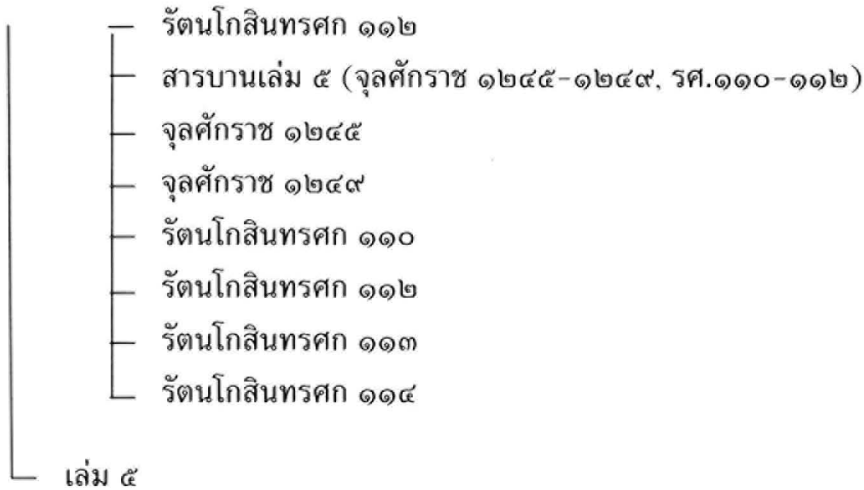 รัตนโกสินทรศก ๑๑๒
สารบานเล่ม ๕ (จุลศักราช ๑๒๔๕-๑๒๔๙, รศ.๑๑๐-๑๑๒)
จุลศักราช ๑๒๔๕
จุลศักราช ๑๒๔๙
รัตนโกสินทรศก ๑๑๐
รัตนโกสินทรศก ๑๑๒
รัตนโกสินทรศก ๑๑๓
รัตนโกสินทรศก ๑๑๔
เล่ม ๕